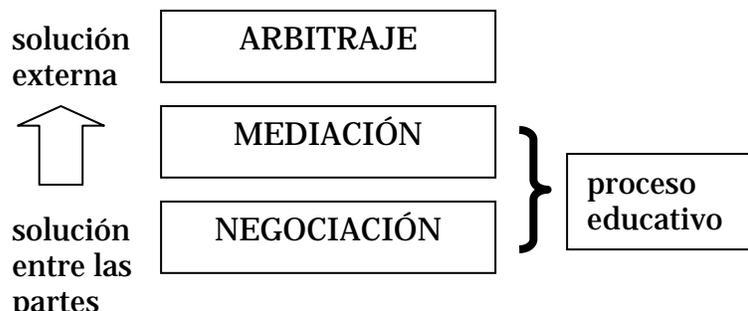 solución
externa
ARBITRAJE
MEDIACIÓN
proceso
educativo
solución
entre las
partes
NEGOCIACIÓN